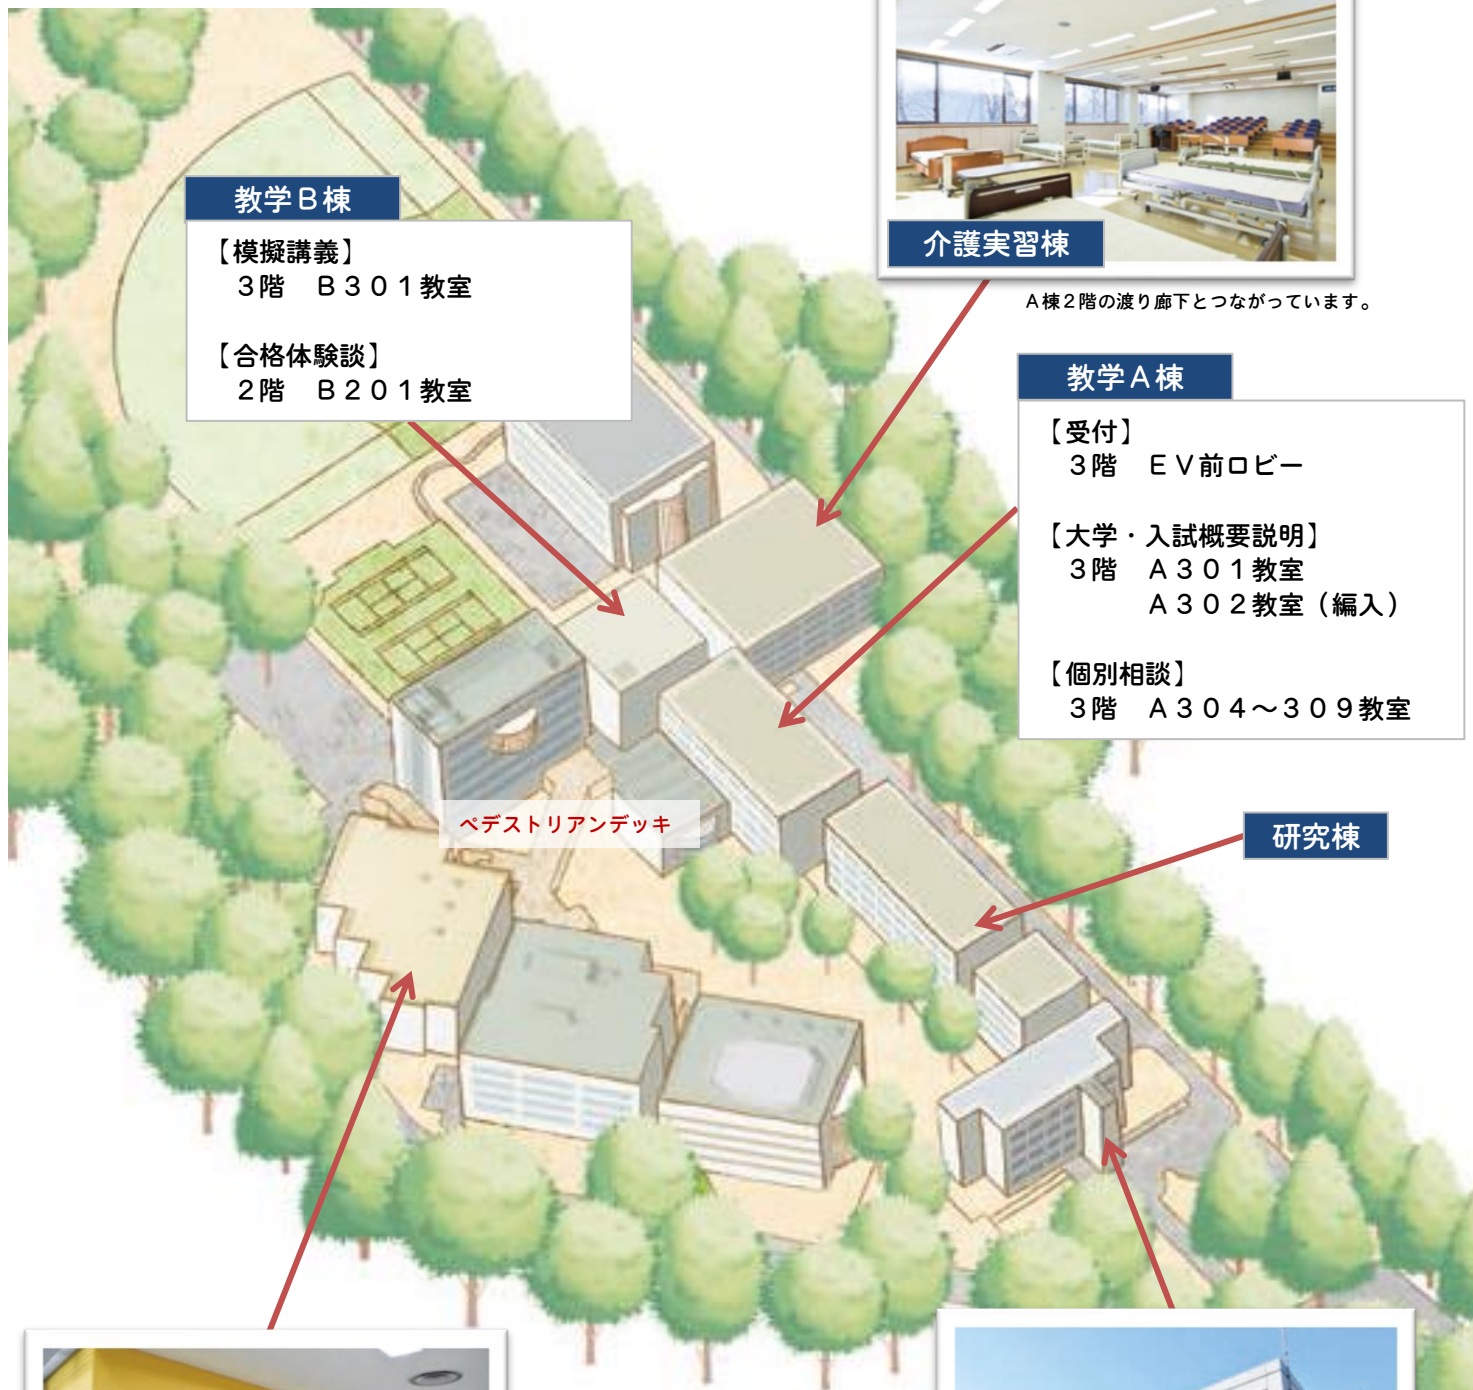 介護実習棟
A棟2階の渡り廊下とつながっています。
教学B棟
【模擬講義】
3階　B301教室
【合格体験談】
2階　B201教室
教学A棟
【受付】
3階　EV前ロビー
【大学・入試概要説明】
3階　A301教室
A302教室（編入）
【個別相談】
3階　A304～309教室
ペデストリアンデッキ
研究棟